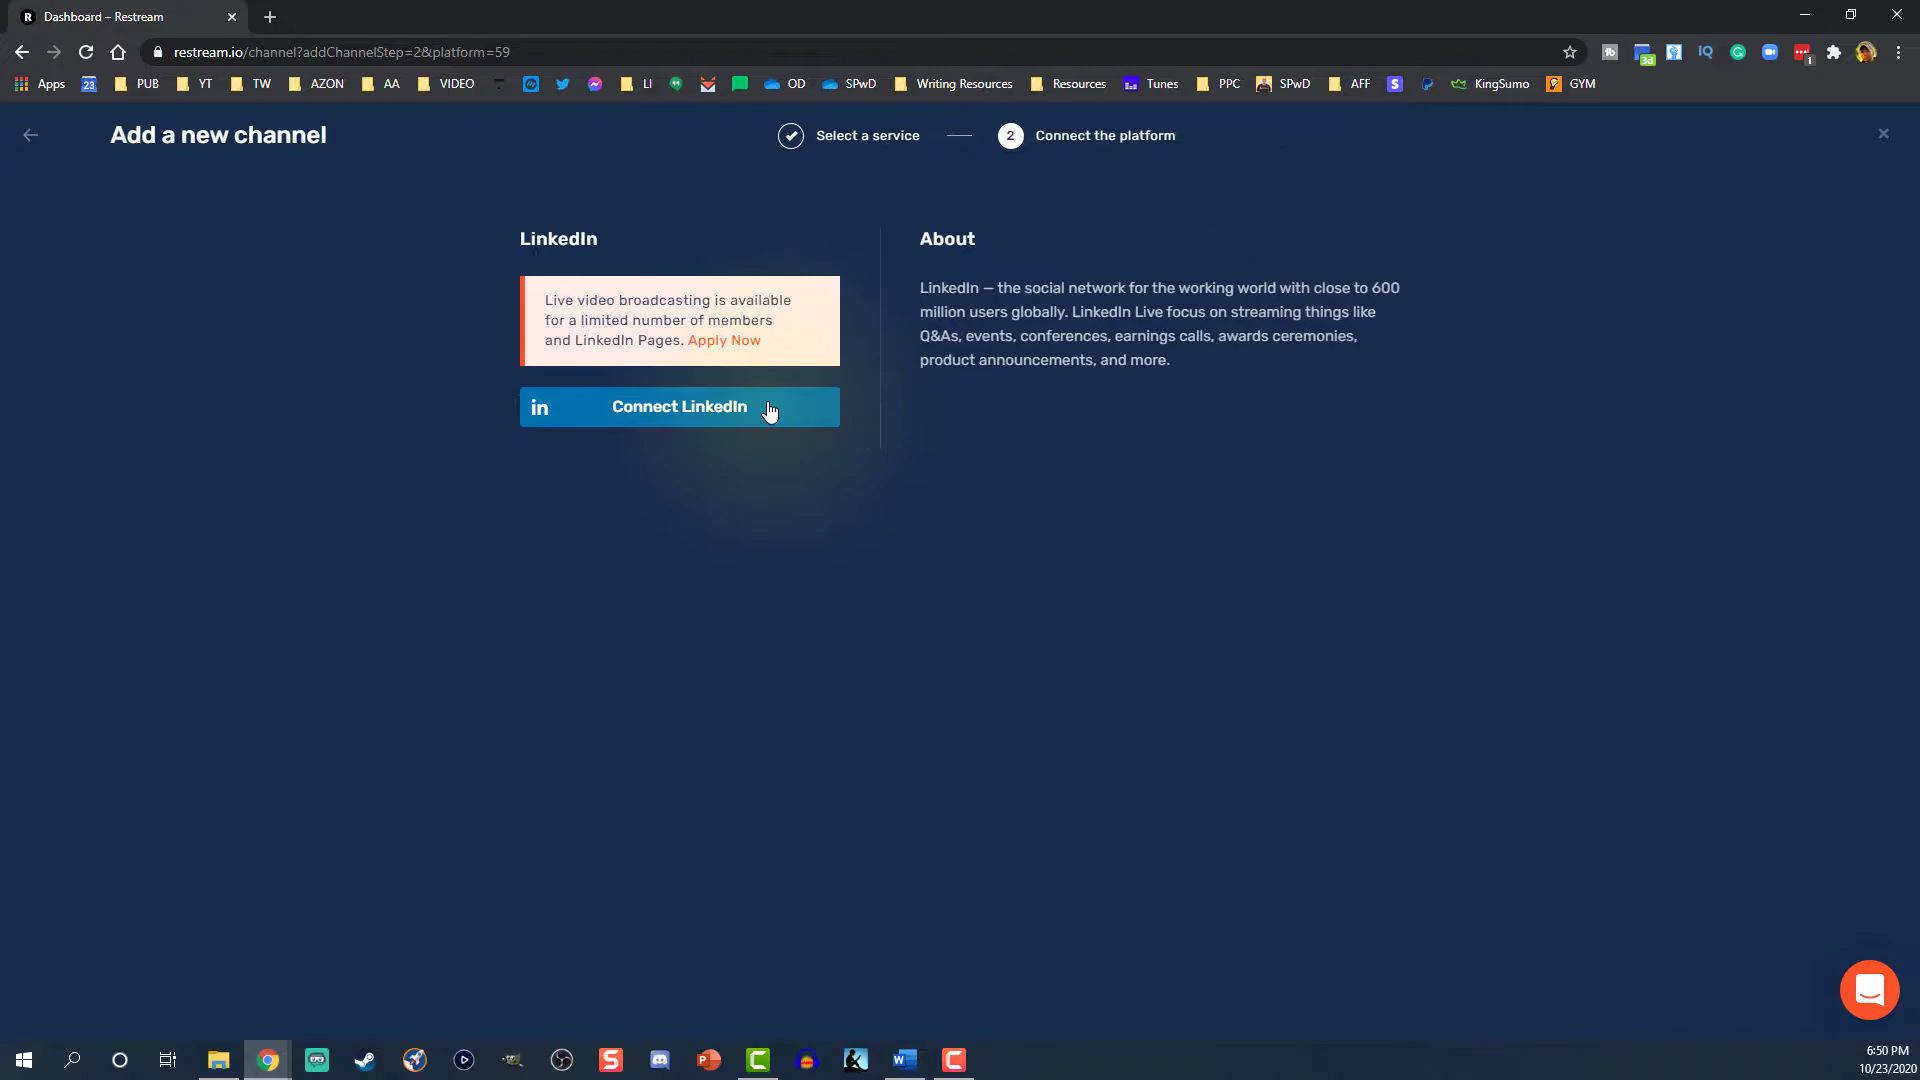 Dashboard – Restream
restream.io/channel?addChannelStep=2&platform=59
3d
1
Apps 23 PUB YT TW AZON AA VIDEO LI OD SPwD Writing Resources Resources Tunes PPC SPwD AFF S KingSumo GYM
Add a new channel
Select a service
2 Connect the platform
LinkedIn
Live video broadcasting is available
for a limited number of members
and LinkedIn Pages. Apply Now
in Connect LinkedIn
About
LinkedIn — the social network for the working world with close to 600
million users globally. LinkedIn Live focus on streaming things like
Q&As, events, conferences, earnings calls, awards ceremonies,
product announcements, and more.
6:50 PM
10/23/2020